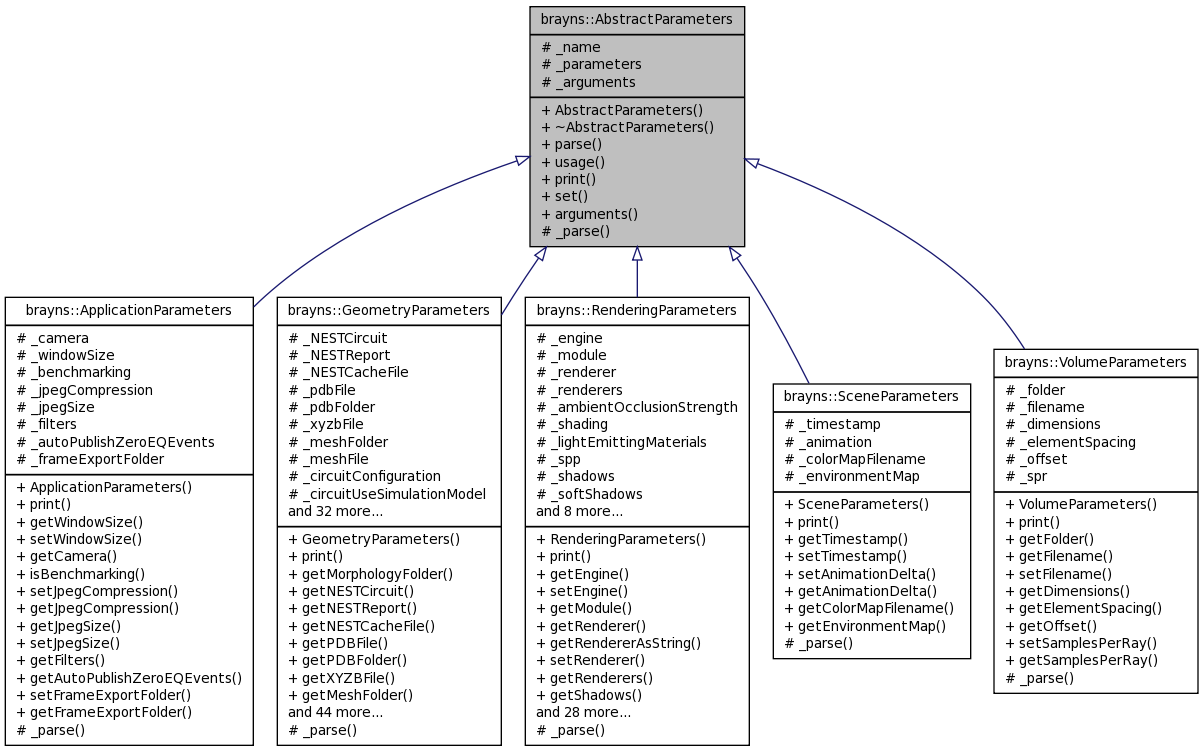 brayns::AbstractParameters
# _name
# _parameters
# _arguments
+ AbstractParameters()
+ ~AbstractParameters()
+ parse()
+ usage()
+ print()
+ set()
+ arguments()
# _parse()
brayns::ApplicationParameters
# _camera
# _windowSize
# _benchmarking
# _jpegCompression
# _jpegSize
# _filters
# _autoPublishZeroEQEvents
# _frameExportFolder
+ ApplicationParameters()
+ print()
+ getWindowSize()
+ setWindowSize()
+ getCamera()
+ isBenchmarking()
+ setJpegCompression()
+ getJpegCompression()
+ getJpegSize()
+ setJpegSize()
+ getFilters()
+ getAutoPublishZeroEQEvents()
+ setFrameExportFolder()
+ getFrameExportFolder()
# _parse()
brayns::GeometryParameters
# _NESTCircuit
# _NESTReport
# _NESTCacheFile
# _pdbFile
# _pdbFolder
# _xyzbFile
# _meshFolder
# _meshFile
# _circuitConfiguration
# _circuitUseSimulationModel
and 32 more...
+ GeometryParameters()
+ print()
+ getMorphologyFolder()
+ getNESTCircuit()
+ getNESTReport()
+ getNESTCacheFile()
+ getPDBFile()
+ getPDBFolder()
+ getXYZBFile()
+ getMeshFolder()
and 44 more...
# _parse()
brayns::RenderingParameters
# _engine
# _module
# _renderer
# _renderers
# _ambientOcclusionStrength
# _shading
# _lightEmittingMaterials
# _spp
# _shadows
# _softShadows
and 8 more...
+ RenderingParameters()
+ print()
+ getEngine()
+ setEngine()
+ getModule()
+ getRenderer()
+ getRendererAsString()
+ setRenderer()
+ getRenderers()
+ getShadows()
and 28 more...
# _parse()
brayns::SceneParameters
# _timestamp
# _animation
# _colorMapFilename
# _environmentMap
+ SceneParameters()
+ print()
+ getTimestamp()
+ setTimestamp()
+ setAnimationDelta()
+ getAnimationDelta()
+ getColorMapFilename()
+ getEnvironmentMap()
# _parse()
brayns::VolumeParameters
# _folder
# _filename
# _dimensions
# _elementSpacing
# _offset
# _spr
+ VolumeParameters()
+ print()
+ getFolder()
+ getFilename()
+ setFilename()
+ getDimensions()
+ getElementSpacing()
+ getOffset()
+ setSamplesPerRay()
+ getSamplesPerRay()
# _parse()